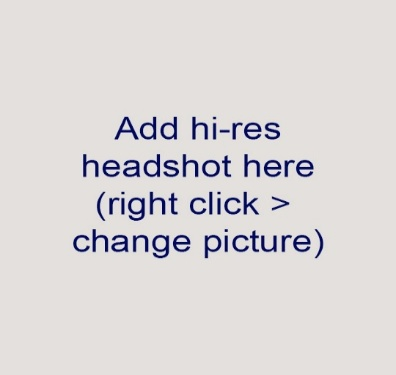 Add hi-res
headshot here
(right click >
change picture)